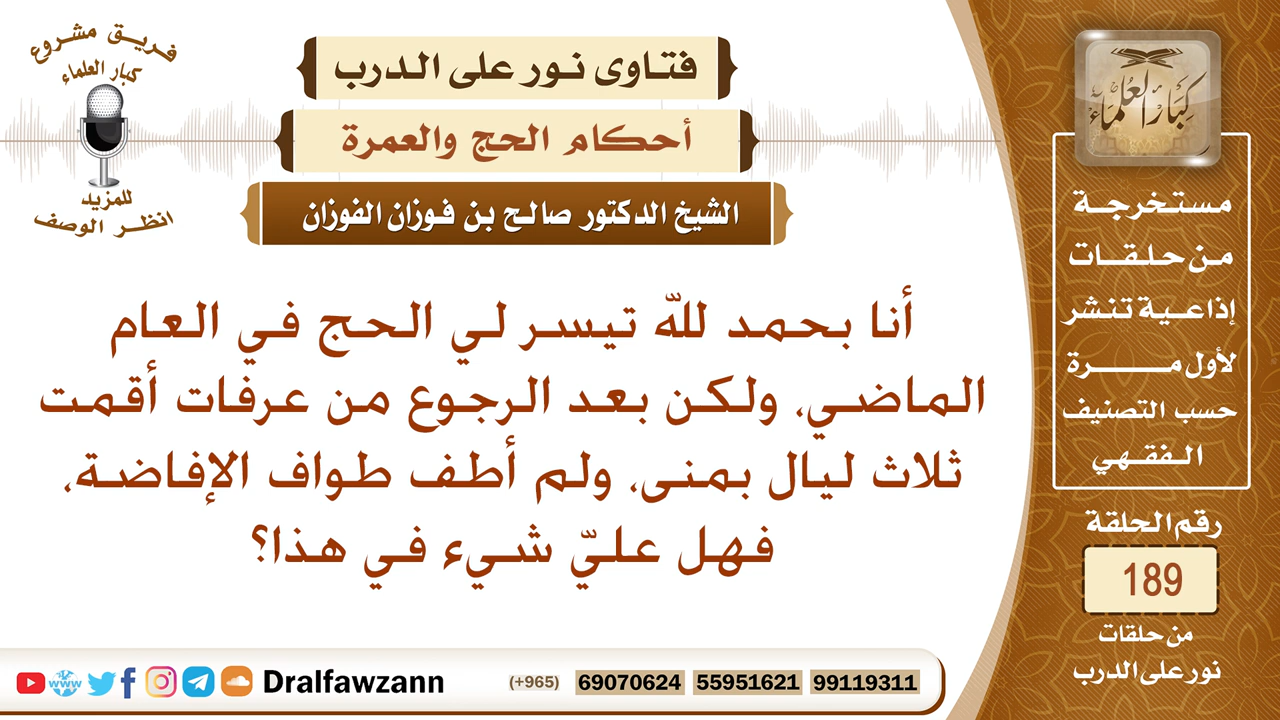 فريق مشروع
كبار العلماء
للمزيد
انظر الوصف
فتاوى نور على الدرب
أحكام الحج والعمرة
الشيخ الدكتور صالح بن فوزان الفوزان
أنا بحمد لله تيسر لي الحج في العام
الماضي، ولكن بعد الرجوع من عرفات أقمت
ثلاث ليال بمنى، ولم أطف طواف الإفاضة،
فهل عليّ شيء في هذا؟
كبار العلماء
مستخرجة
من حلقات
إذاعية تنشر
لأول مرة
حسب التصنيف
الفقهي
رقم الحلقة
189
من حلقات
نور على الدرب
www Dralfawzann (+965) 69070624 55951621 99119311